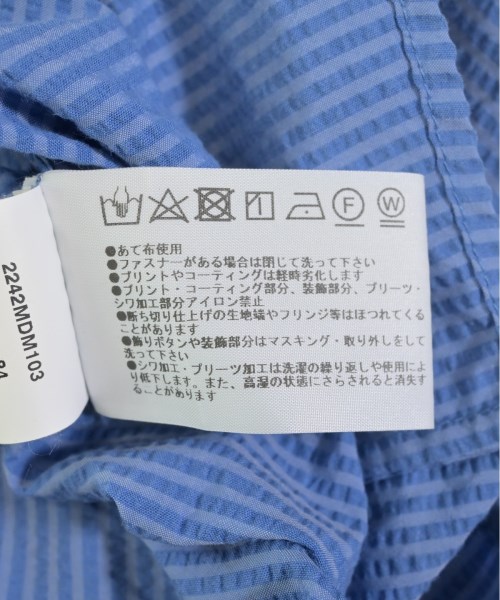 F W
●あて布使用
●ファスナーがある場合は閉じて洗って下さい
●プリントやコーティングは軽時劣化します
●プリント・コーティング部分、装飾部分、プリーツ・
シワ加工部分アイロン禁止
●断ち切り仕上げの生地端やフリンジ等はほつれてくる
ことがあります
●飾りボタンや装飾部分はマスキング・取り外しをして
洗って下さい
●シワ加工・プリーツ加工は洗濯の繰り返しや使用によ
り低下します。また、高湿の状態にさらされると消失す
ることがあります
2242MDM103